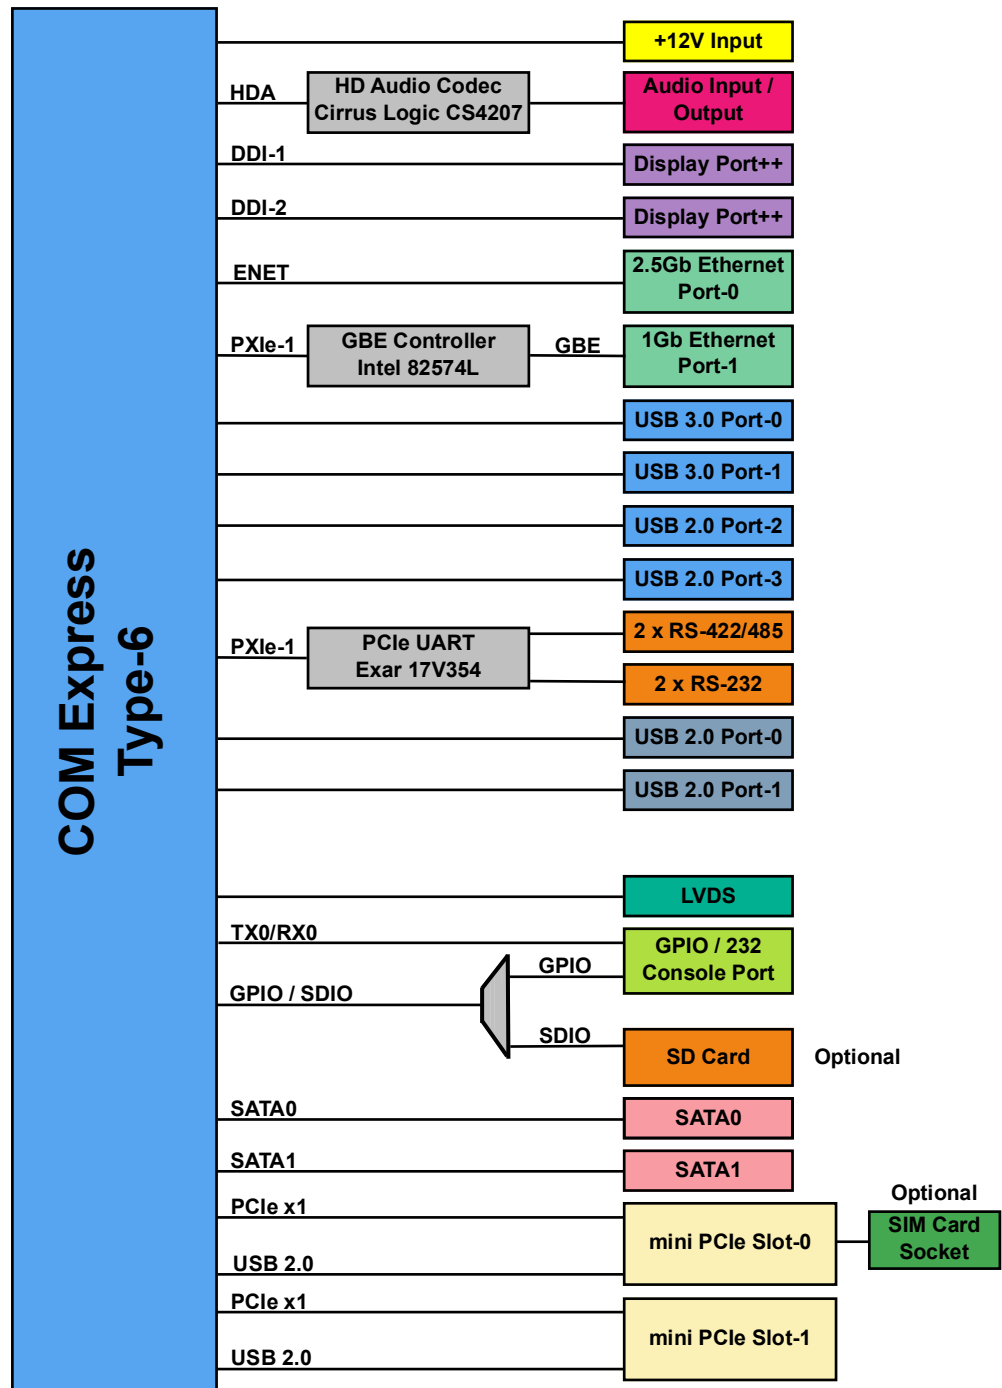 COM Express
Type-6
+12V Input
HDA
HD Audio Codec
Cirrus Logic CS4207
Audio Input /
Output
DDI-1
Display Port++
DDI-2
Display Port++
ENET
2.5Gb Ethernet
Port-0
PXIe-1
GBE Controller
Intel 82574L
GBE
1Gb Ethernet
Port-1
USB 3.0 Port-0
USB 3.0 Port-1
USB 2.0 Port-2
USB 2.0 Port-3
PXIe-1
PCIe UART
Exar 17V354
2 x RS-422/485
2 x RS-232
USB 2.0 Port-0
USB 2.0 Port-1
LVDS
TX0/RX0
GPIO / 232
Console Port
GPIO
GPIO / SDIO
SDIO
SD Card
Optional
SATA0
SATA0
SATA1
SATA1
PCIe x1
mini PCIe Slot-0
Optional
SIM Card
Socket
USB 2.0
PCIe x1
mini PCIe Slot-1
USB 2.0